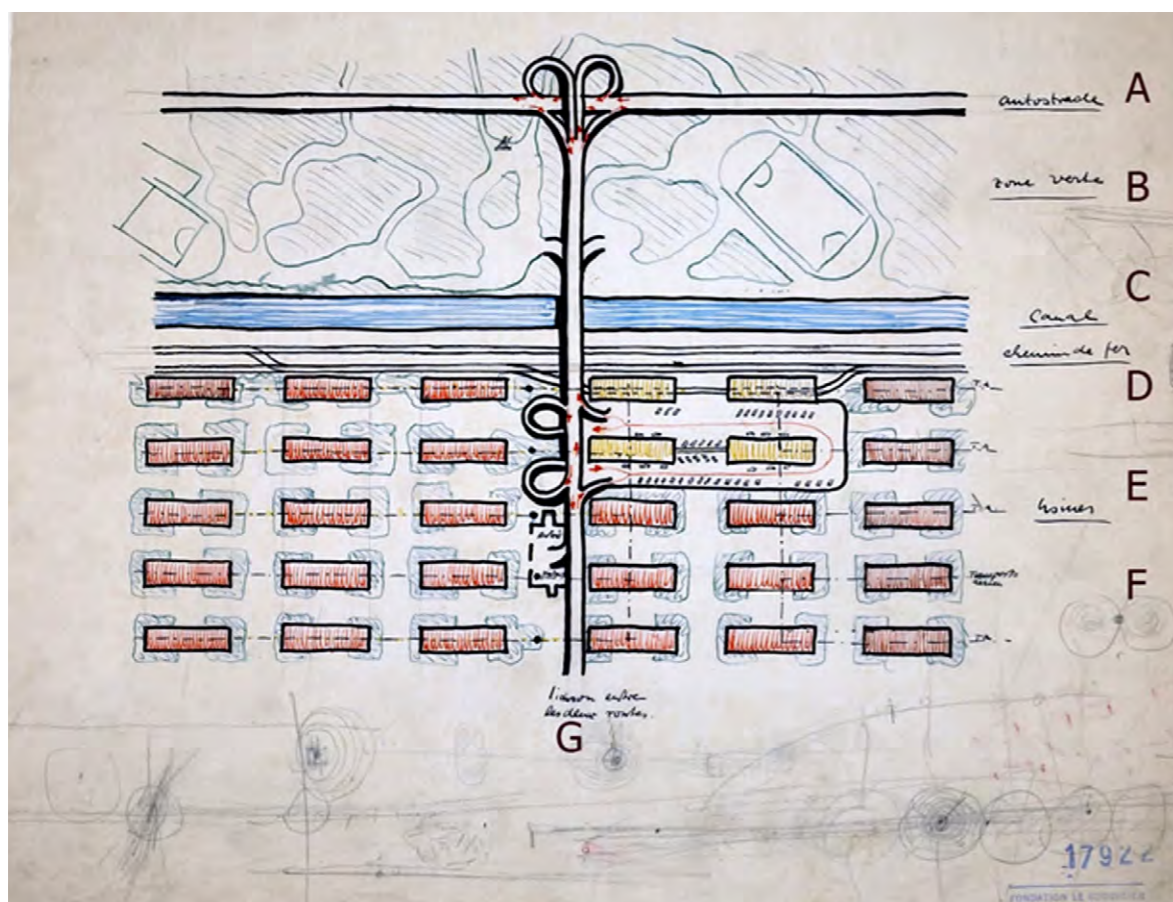 A
autostrade
B
zone verte
C
Canal
chemin de fer
D
T.A.
T.A.
E
Usines
F
T.A.
liaison entre
les deux routes.
G
17922
FONDATION LE CORBUSIER